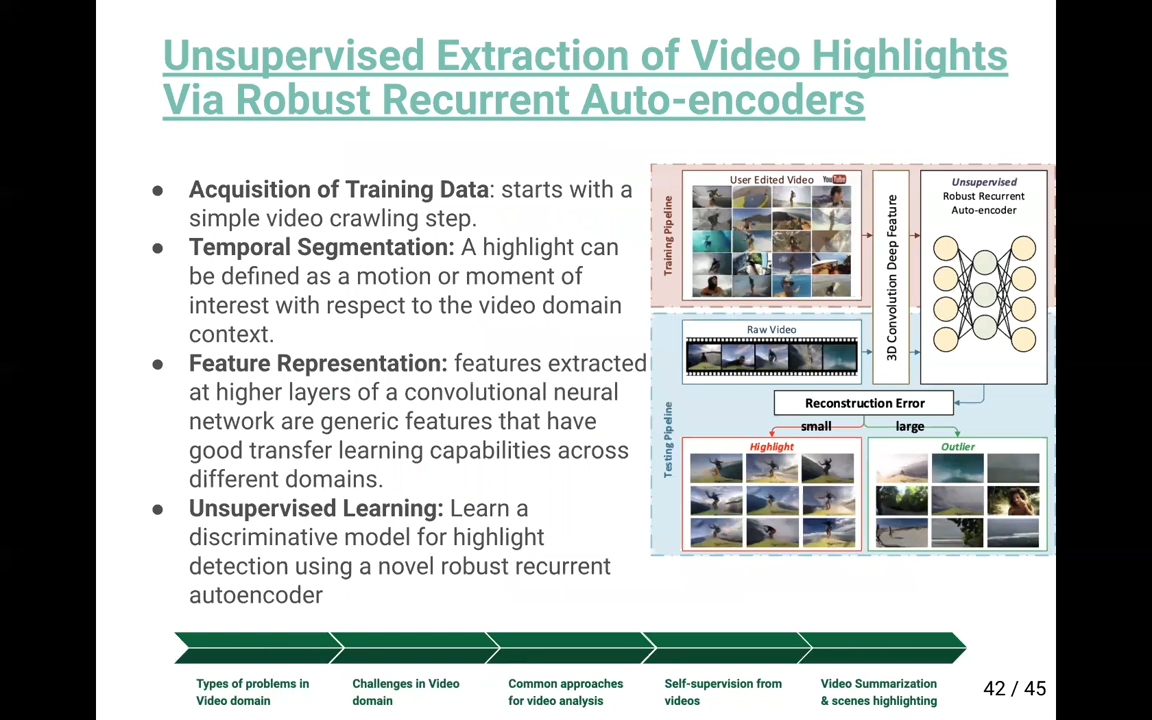 Unsupervised Extraction of Video Highlights
Via Robust Recurrent Auto-encoders
● Acquisition of Training Data: starts with a
simple video crawling step.
● Temporal Segmentation: A highlight can
be defined as a motion or moment of
interest with respect to the video domain
context.
● Feature Representation: features extracted
at higher layers of a convolutional neural
network are generic features that have
good transfer learning capabilities across
different domains.
● Unsupervised Learning: Learn a
discriminative model for highlight
detection using a novel robust recurrent
autoencoder
Training Pipeline
User Edited Video YouTube
3D Convolution Deep Feature
Unsupervised
Robust Recurrent
Auto-encoder
Testing Pipeline
Raw Video
Reconstruction Error
small large
Highlight
Outlier
Types of problems in
Video domain
Challenges in Video
domain
Common approaches
for video analysis
Self-supervision from
videos
Video Summarization
& scenes highlighting
42 / 45